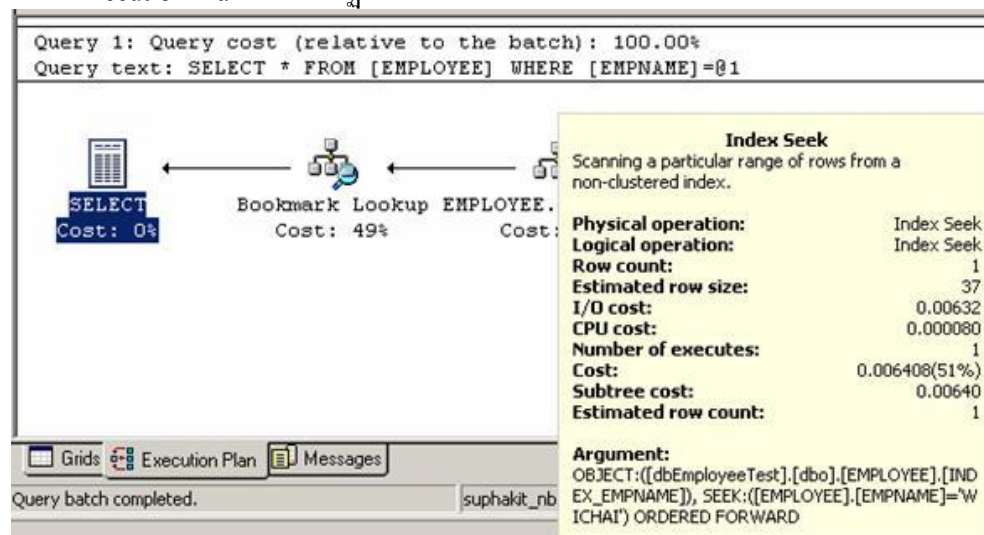 Query 1: Query cost (relative to the batch): 100.00%
Query text: SELECT * FROM [EMPLOYEE] WHERE [EMPNAME]=@1
SELECT
Cost: 0%
Bookmark Lookup
Cost: 49%
EMPLOYEE.
Cost:
Index Seek
Scanning a particular range of rows from a
non-clustered index.
Physical operation: Index Seek
Logical operation: Index Seek
Row count: 1
Estimated row size: 37
I/O cost: 0.00632
CPU cost: 0.000080
Number of executes: 1
Cost: 0.006408(51%)
Subtree cost: 0.00640
Estimated row count: 1
Argument:
OBJECT:([dbEmployeeTest].[dbo].[EMPLOYEE].[IND
EX_EMPNAME]), SEEK:([EMPLOYEE].[EMPNAME]='W
ICHAI') ORDERED FORWARD
Grids
Execution Plan
Messages
Query batch completed.
suphakit_nb